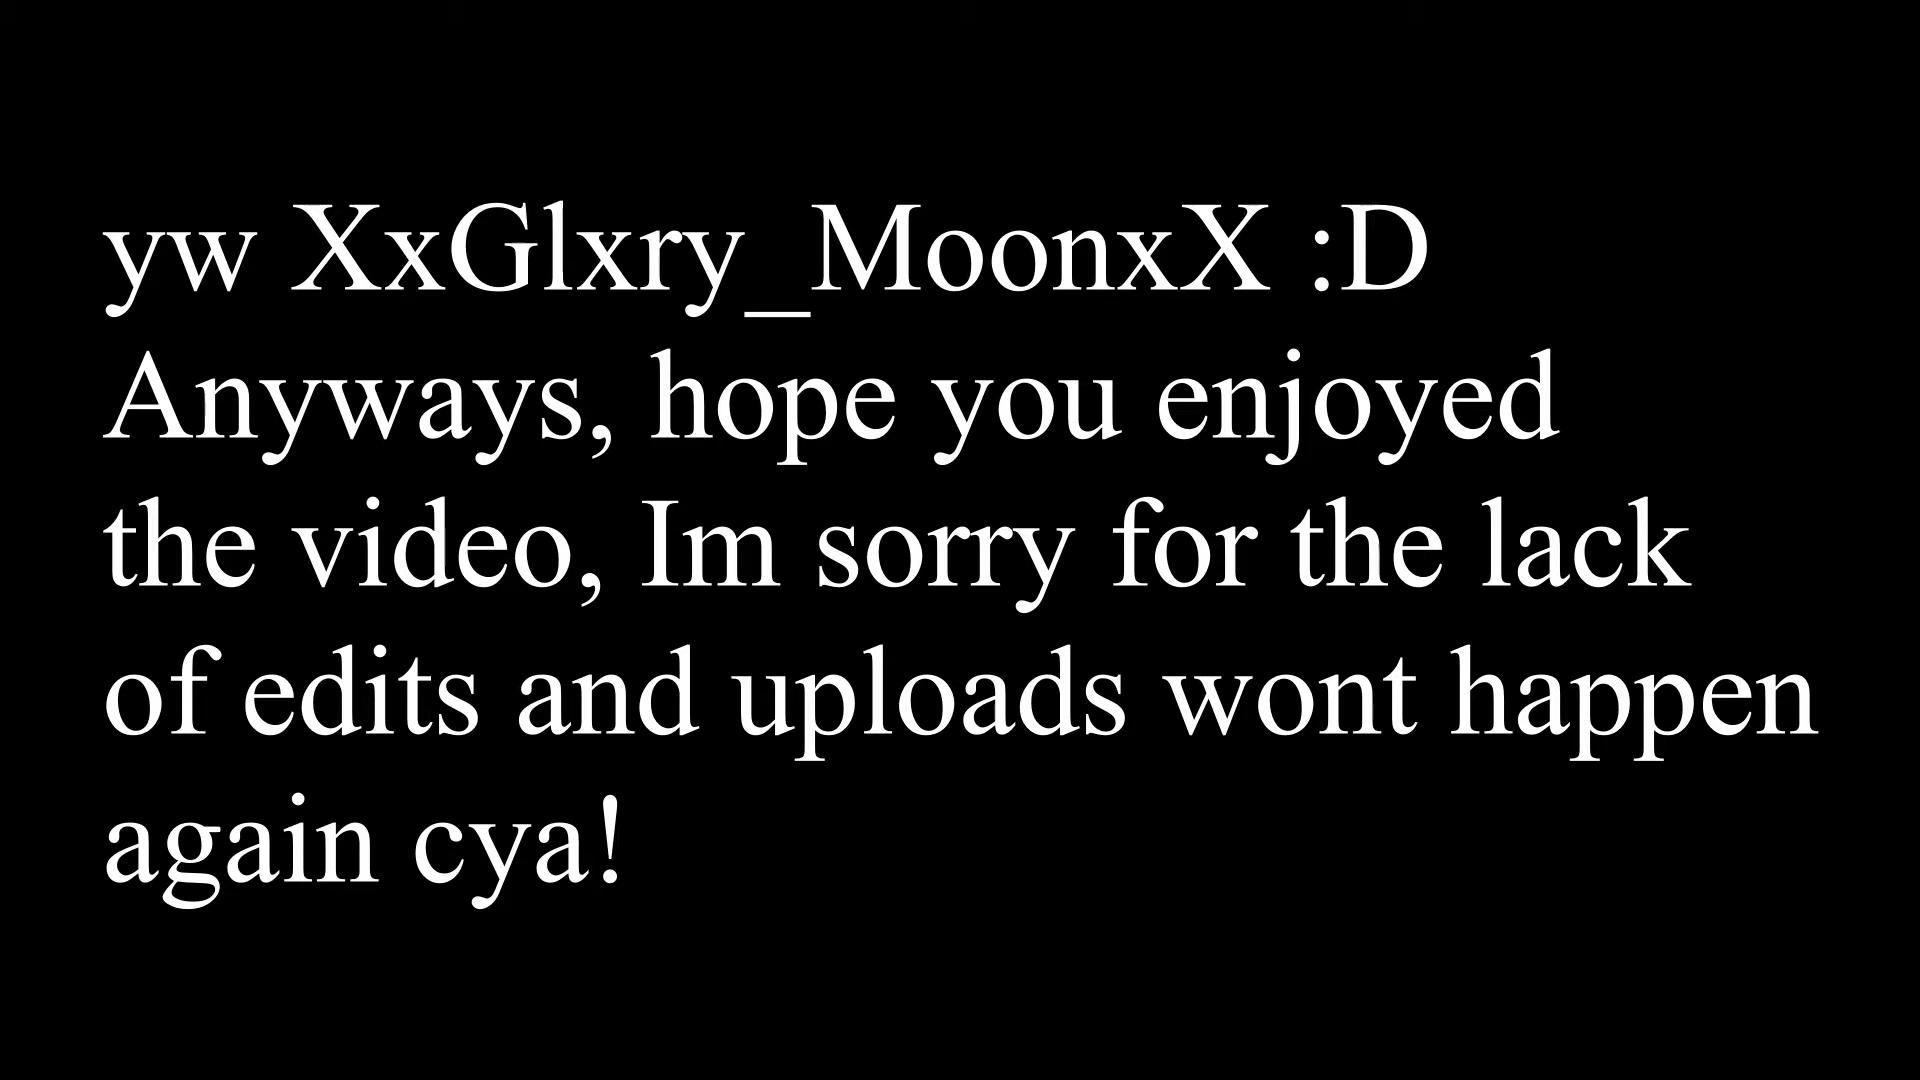 yw XxGlxry_MoonxX :D
Anyways, hope you enjoyed
the video, Im sorry for the lack
of edits and uploads wont happen
again cya!